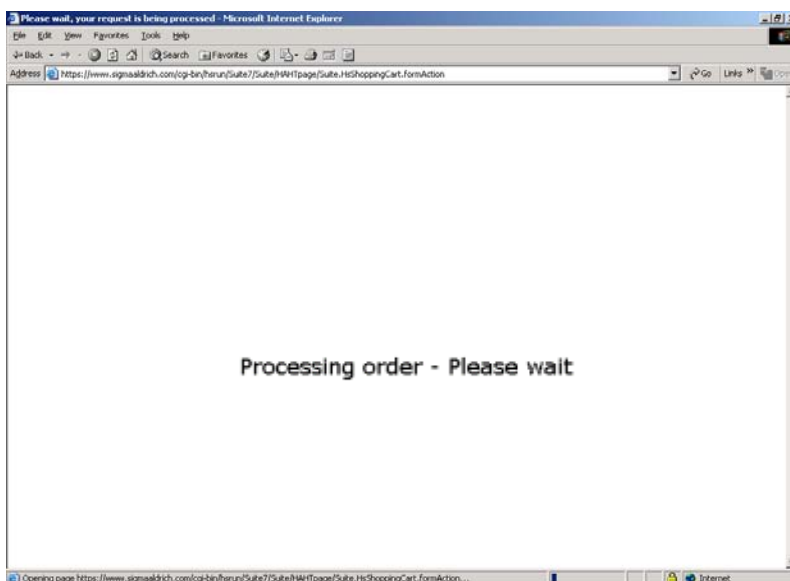 Please wait, your request is being processed - Microsoft Internet Explorer
File Edit View Favorites Tools Help
Back Search Favorites
Address https://www.sigmaaldrich.com/cgi-bin/hsrun/Suite7/Suite/HAHTpage/Suite.HsShoppingCart.formAction Go Links »
Processing order - Please wait
Opening page https://www.sigmaaldrich.com/cgi-bin/hsrun/Suite7/Suite/HAHTpage/Suite.HsShoppingCart.formAction... Internet